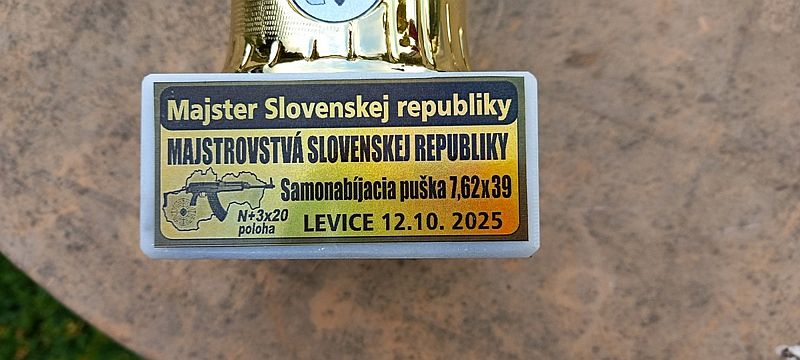 Majster Slovenskej republiky
MAJSTROVSTVÁ SLOVENSKEJ REPUBLIKY
Samonabíjacia puška 7,62x39
N+3x20
poloha
LEVICE 12.10. 2025